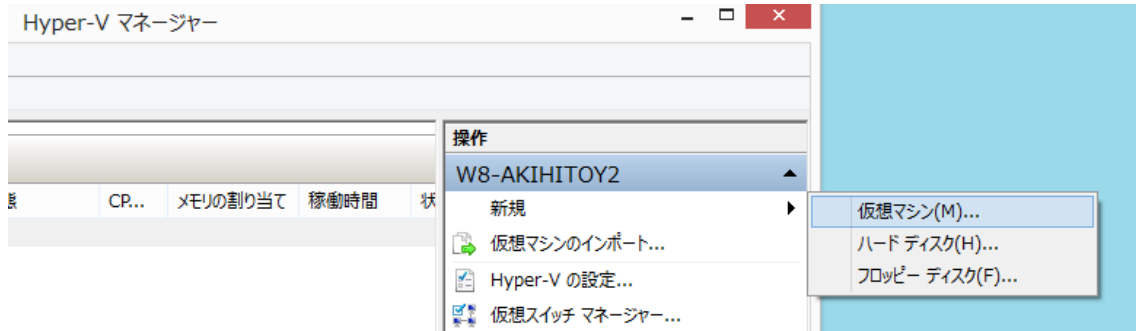 Hyper-V マネージャー
操作
W8-AKIHITOY2
態 CP... メモリの割り当て 稼働時間 状
新規
仮想マシン(M)...
仮想マシンのインポート...
ハード ディスク(H)...
Hyper-V の設定...
フロッピー ディスク(F)...
仮想スイッチ マネージャー...